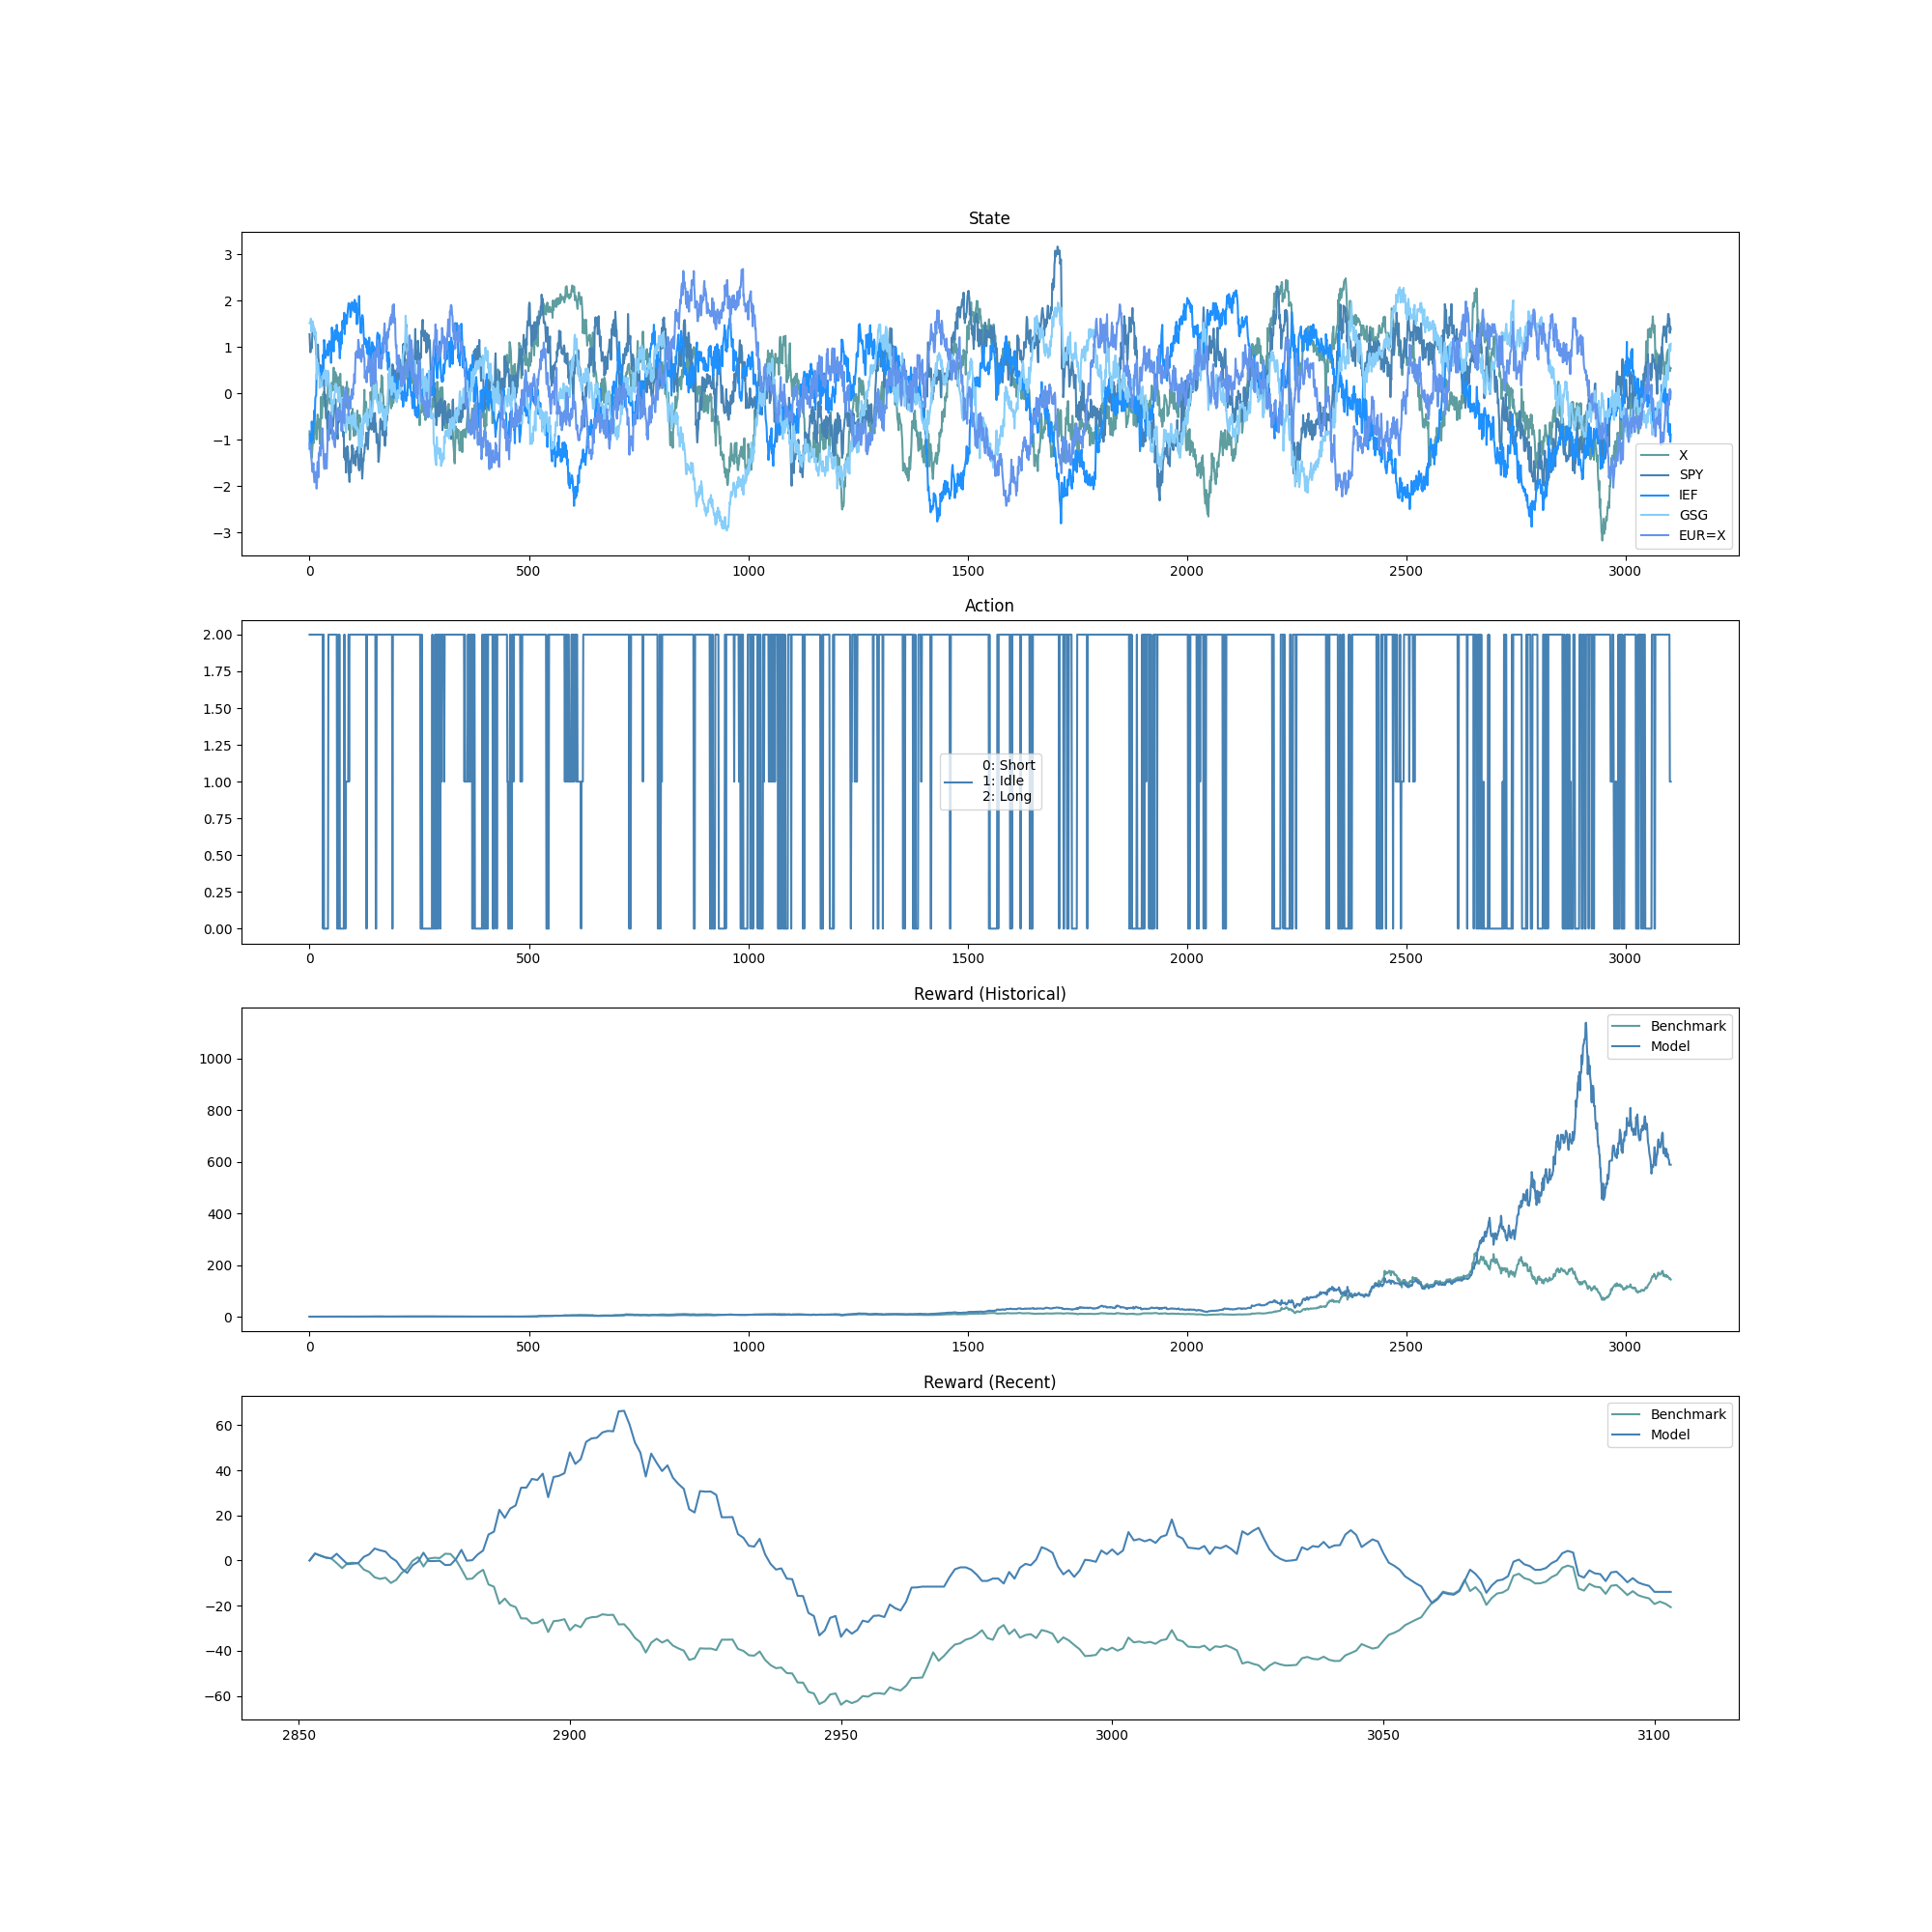 State
3
2
1
0
−1
−2
−3
X
SPY
IEF
GSG
EUR=X
0 500 1000 1500 2000 2500 3000
Action
2.00
1.75
1.50
1.25
1.00
0.75
0.50
0.25
0.00
0: Short
1: Idle
2: Long
0 500 1000 1500 2000 2500 3000
Reward (Historical)
1000
800
600
400
200
0
Benchmark
Model
0 500 1000 1500 2000 2500 3000
Reward (Recent)
60
40
20
0
−20
−40
−60
Benchmark
Model
2850 2900 2950 3000 3050 3100